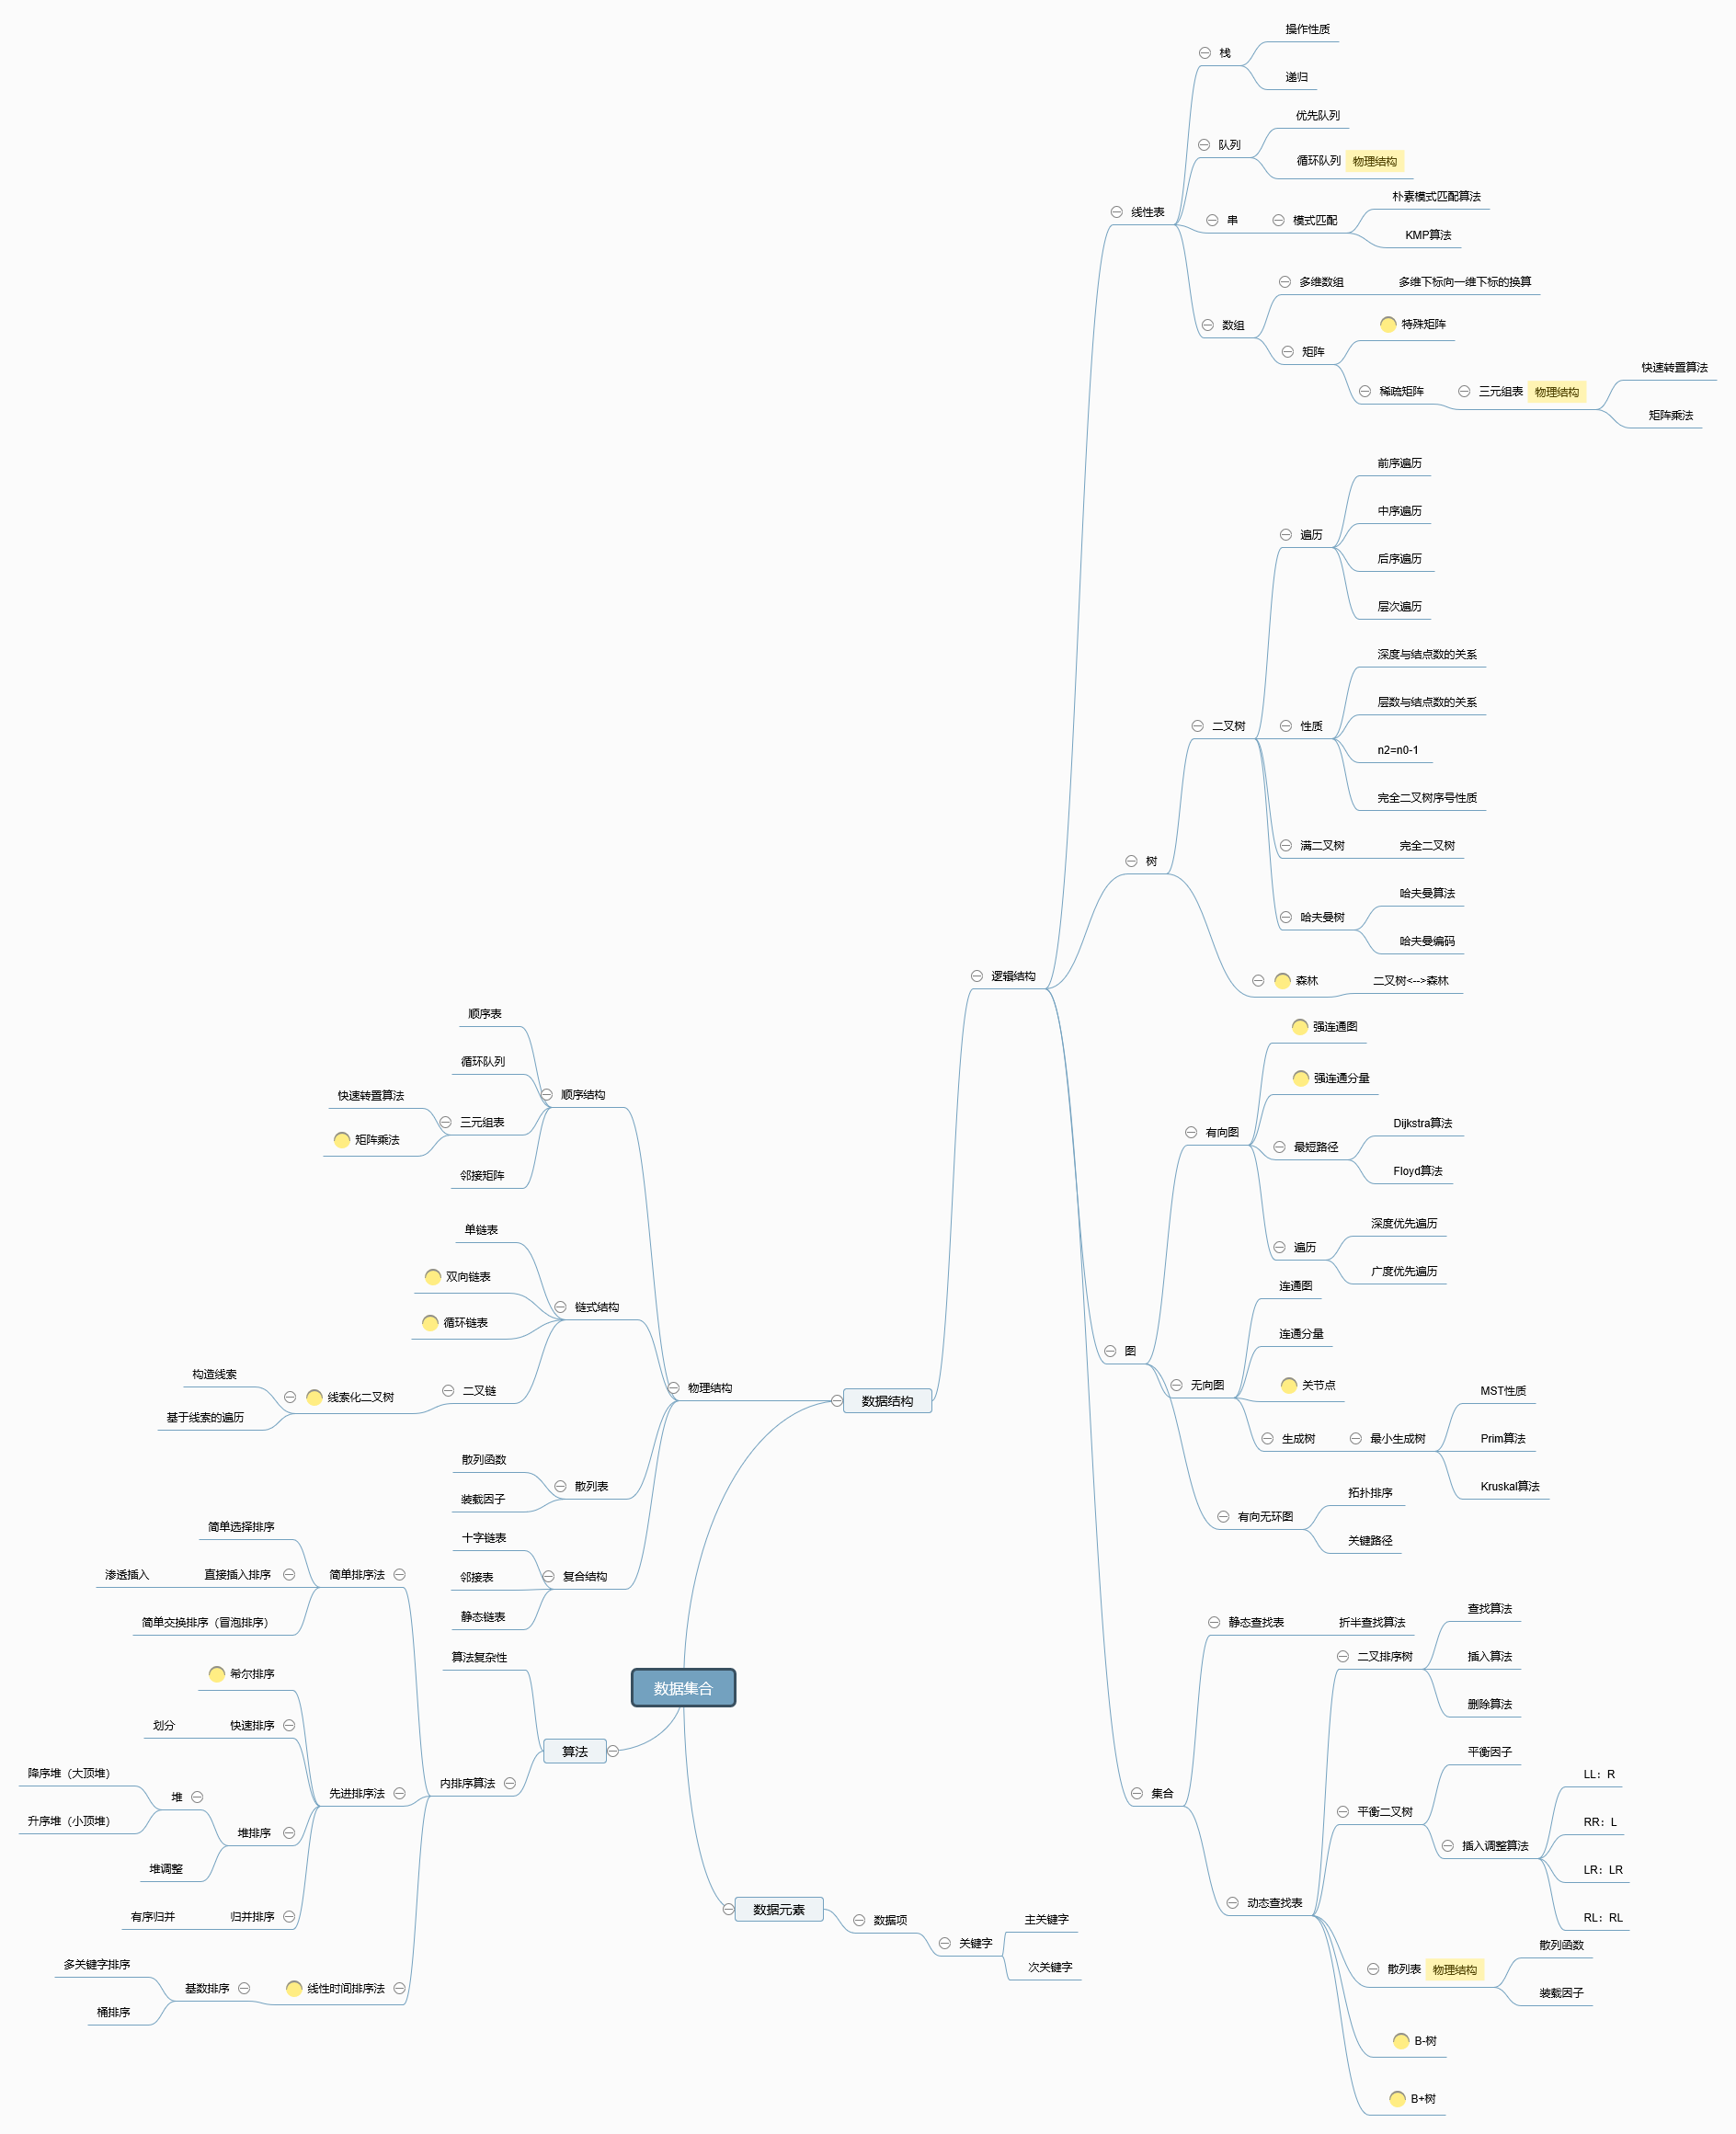 数据集合
数据结构
逻辑结构
线性表
栈
操作性质
递归
队列
优先队列
循环队列 物理结构
串
模式匹配
朴素模式匹配算法
KMP算法
数组
多维数组
多维下标向一维下标的换算
矩阵
特殊矩阵
稀疏矩阵
三元组表 物理结构
快速转置算法
矩阵乘法
树
二叉树
遍历
前序遍历
中序遍历
后序遍历
层次遍历
性质
深度与结点数的关系
层数与结点数的关系
n2=n0-1
完全二叉树序号性质
满二叉树
完全二叉树
哈夫曼树
哈夫曼算法
哈夫曼编码
森林
二叉树<-->森林
图
有向图
强连通图
强连通分量
最短路径
Dijkstra算法
Floyd算法
遍历
深度优先遍历
广度优先遍历
无向图
连通图
连通分量
关节点
生成树
最小生成树
MST性质
Prim算法
Kruskal算法
有向无环图
拓扑排序
关键路径
集合
静态查找表
折半查找算法
动态查找表
二叉排序树
查找算法
插入算法
删除算法
平衡二叉树
平衡因子
插入调整算法
LL：R
RR：L
LR：LR
RL：RL
散列表 物理结构
散列函数
装载因子
B-树
B+树
物理结构
顺序结构
顺序表
循环队列
三元组表
快速转置算法
矩阵乘法
邻接矩阵
链式结构
单链表
双向链表
循环链表
二叉链
线索化二叉树
构造线索
基于线索的遍历
散列表
散列函数
装载因子
复合结构
十字链表
邻接表
静态链表
算法
算法复杂性
内排序算法
简单排序法
简单选择排序
直接插入排序
渗透插入
简单交换排序（冒泡排序）
先进排序法
希尔排序
快速排序
划分
堆排序
堆
降序堆（大顶堆）
升序堆（小顶堆）
堆调整
归并排序
有序归并
线性时间排序法
基数排序
多关键字排序
桶排序
数据元素
数据项
关键字
主关键字
次关键字